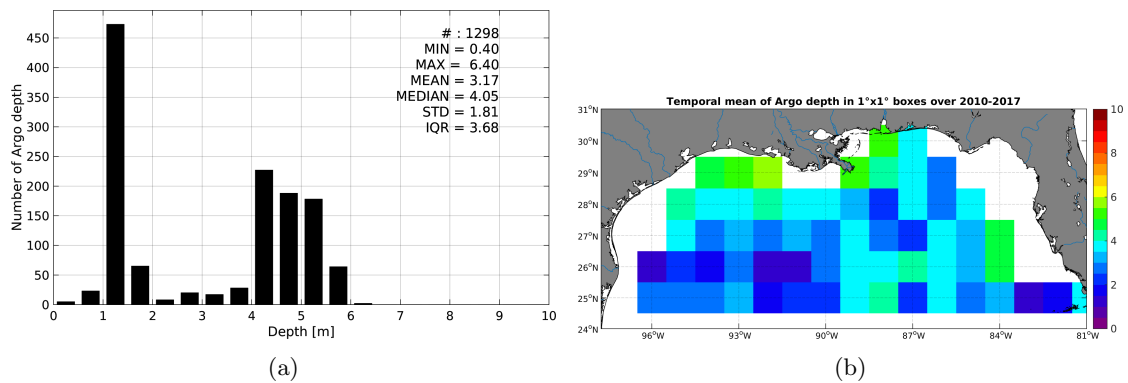 450
400
350
300
250
200
150
100
50
0
Number of Argo depth
# : 1298
MIN = 0.40
MAX = 6.40
MEAN = 3.17
MEDIAN = 4.05
STD = 1.81
IQR = 3.68
0 1 2 3 4 5 6 7 8 9 10
Depth [m]
(a)
Temporal mean of Argo depth in 1°x1° boxes over 2010-2017
31°N
30°N
29°N
28°N
27°N
26°N
25°N
24°N
96°W 93°W 90°W 87°W 84°W 81°W
10
8
6
4
2
0
(b)